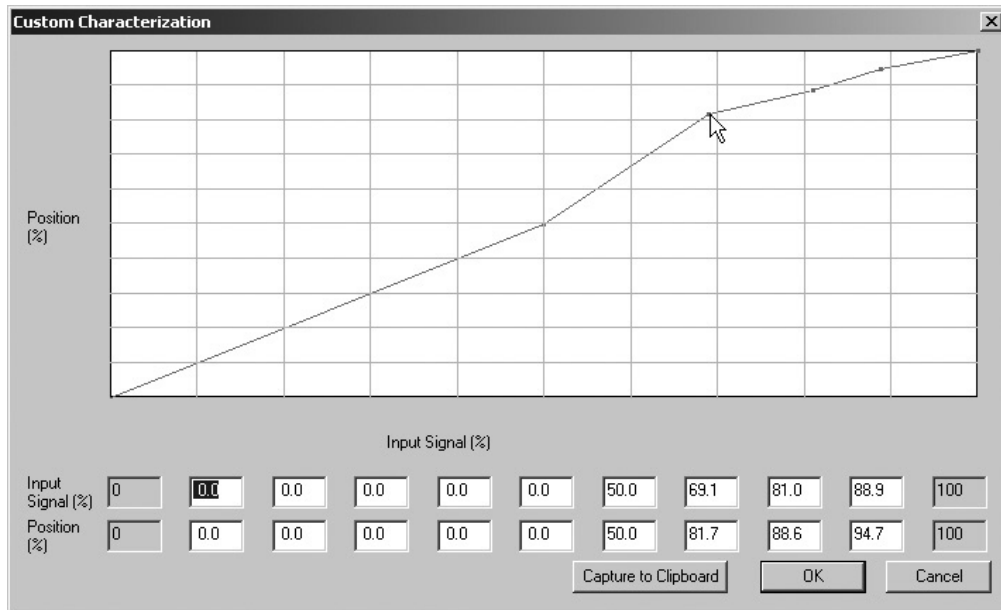 Custom Characterization
Position
(%)
Input Signal (%)
Input
Signal (%)
0 0.0 0.0 0.0 0.0 0.0 50.0 69.1 81.0 88.9 100
Position
(%)
0 0.0 0.0 0.0 0.0 0.0 50.0 81.7 88.6 94.7 100
Capture to Clipboard OK Cancel